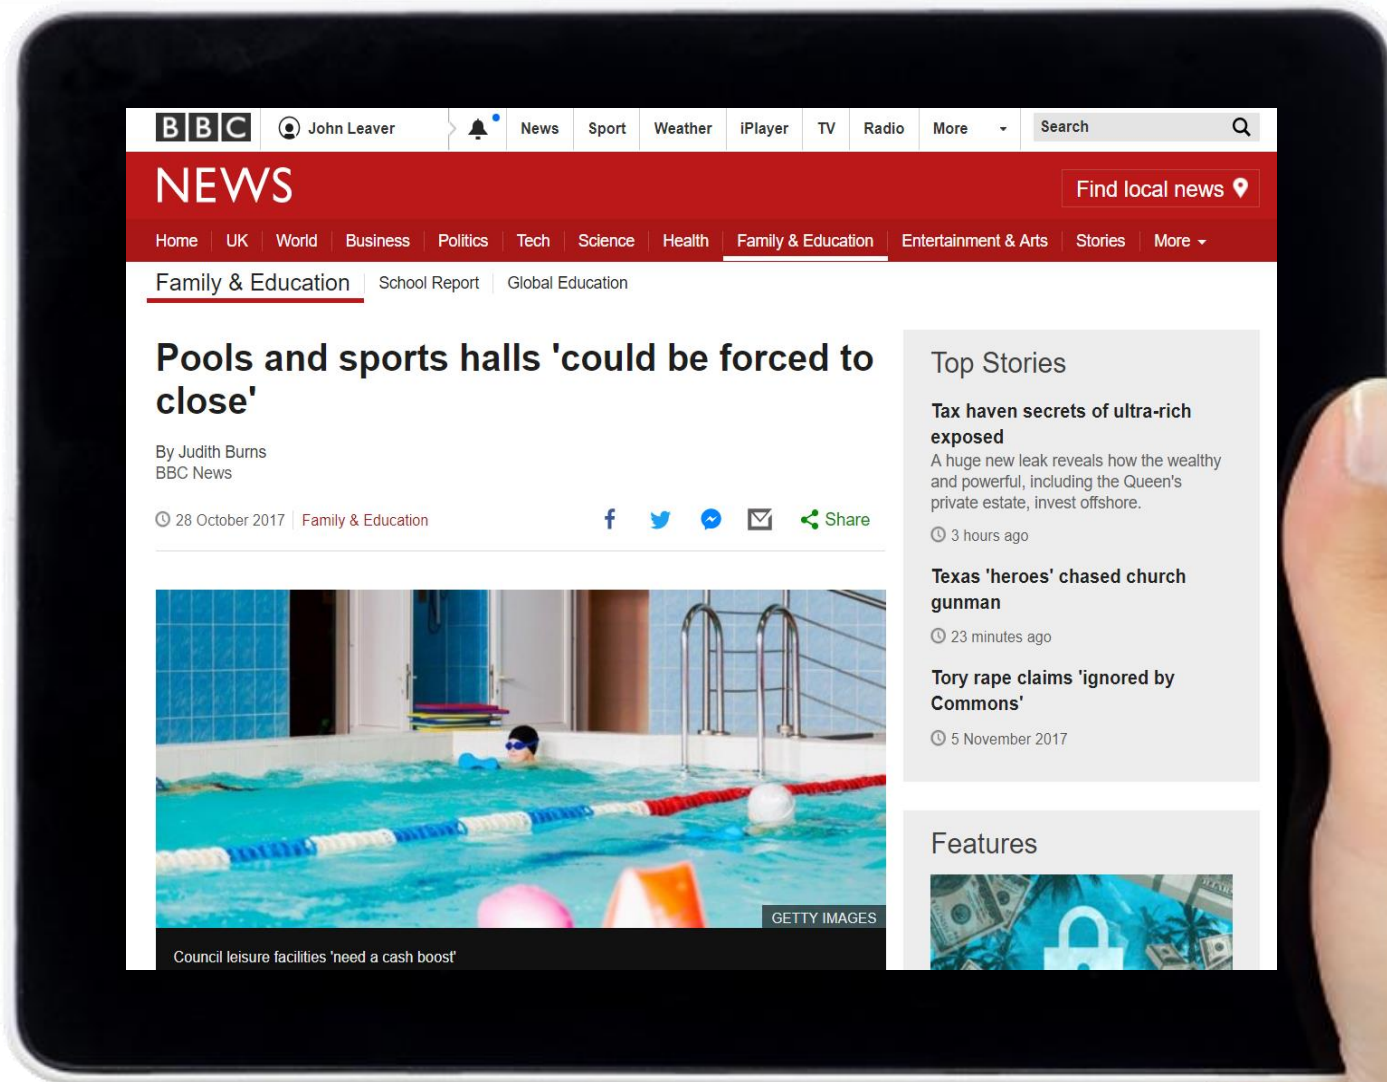 BBC
John Leaver
News
Sport
Weather
iPlayer
TV
Radio
More
Search
NEWS
Find local news
Home
UK
World
Business
Politics
Tech
Science
Health
Family & Education
Entertainment & Arts
Stories
More
Family & Education
School Report
Global Education
Pools and sports halls 'could be forced to
close'
By Judith Burns
BBC News
28 October 2017
Family & Education
Share
GETTY IMAGES
Council leisure facilities 'need a cash boost'
Top Stories
Tax haven secrets of ultra-rich
exposed
A huge new leak reveals how the wealthy
and powerful, including the Queen's
private estate, invest offshore.
3 hours ago
Texas 'heroes' chased church
gunman
23 minutes ago
Tory rape claims 'ignored by
Commons'
5 November 2017
Features